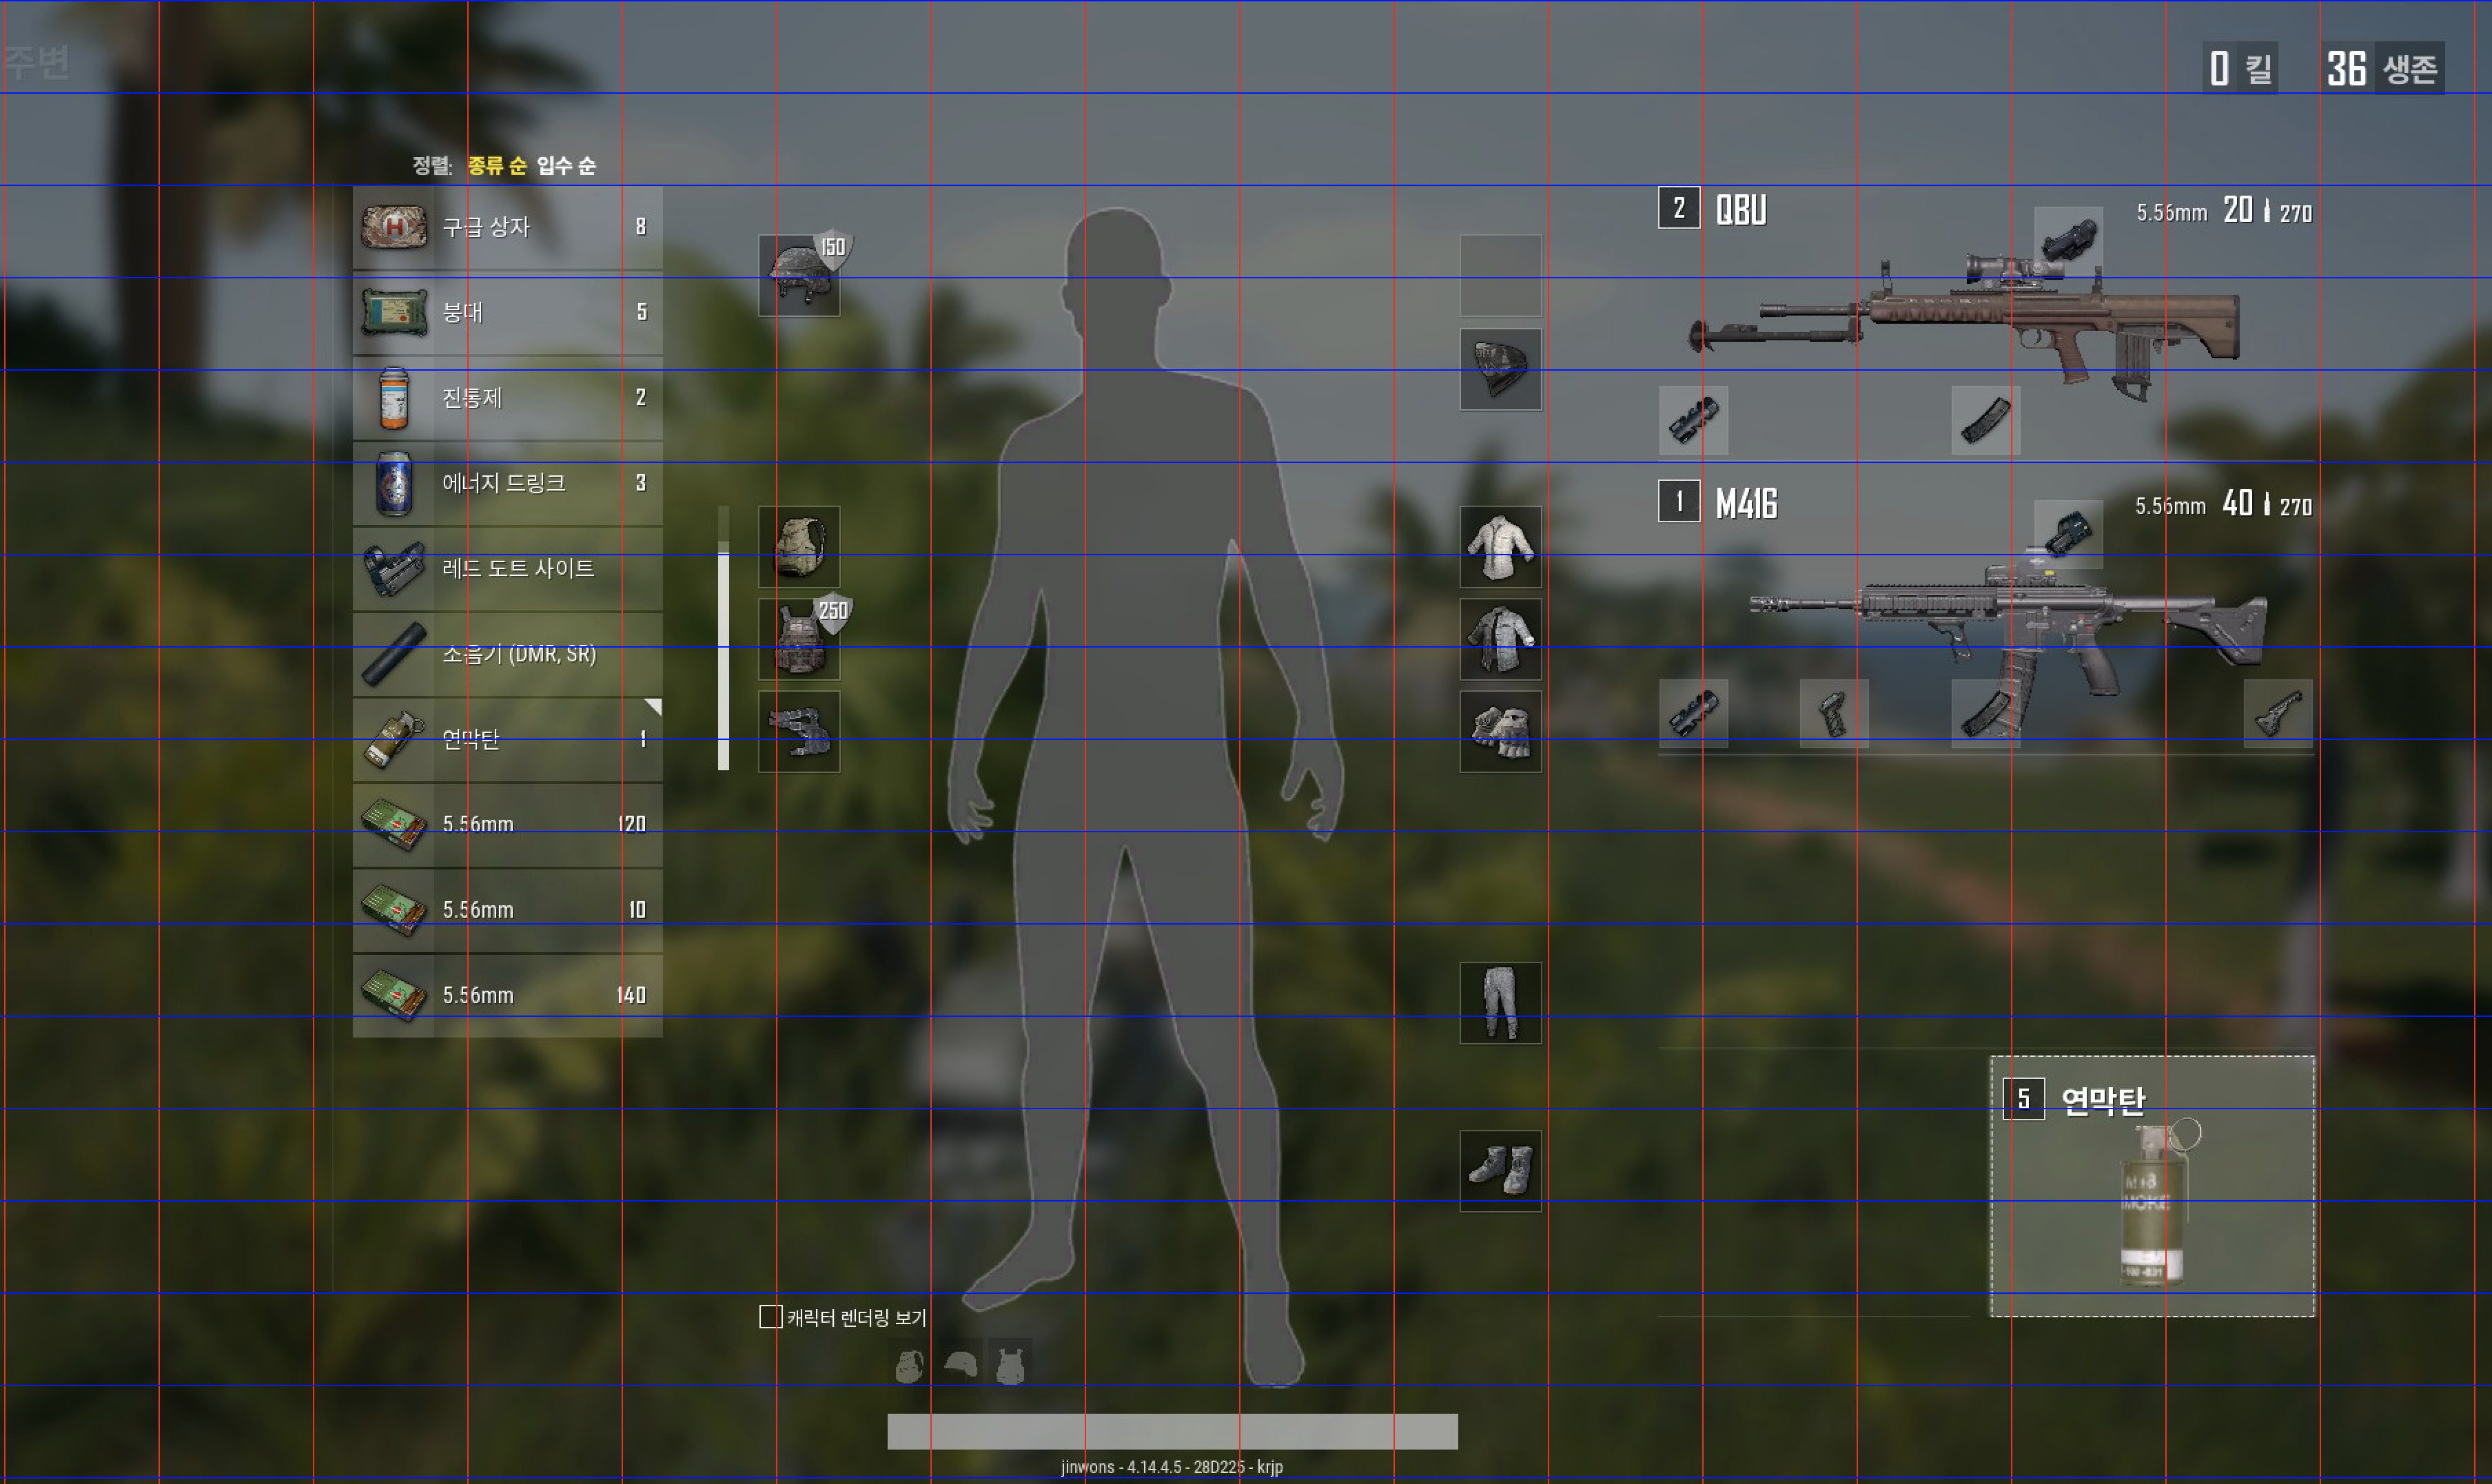 주변
0 킬 36 생존
정렬: 종류 순 입수 순
구급 상자 8
붕대 5
진통제 2
에너지 드링크 3
레드 도트 사이트
소음기 (DMR, SR)
연막탄 1
5.56mm 120
5.56mm 10
5.56mm 140
150
250
2 QBU 5.56mm 20 270
1 M416 5.56mm 40 270
5 연막탄
M18
SMOKE
캐릭터 렌더링 보기
jinwons - 4.14.4.5 - 28D225 - krjp